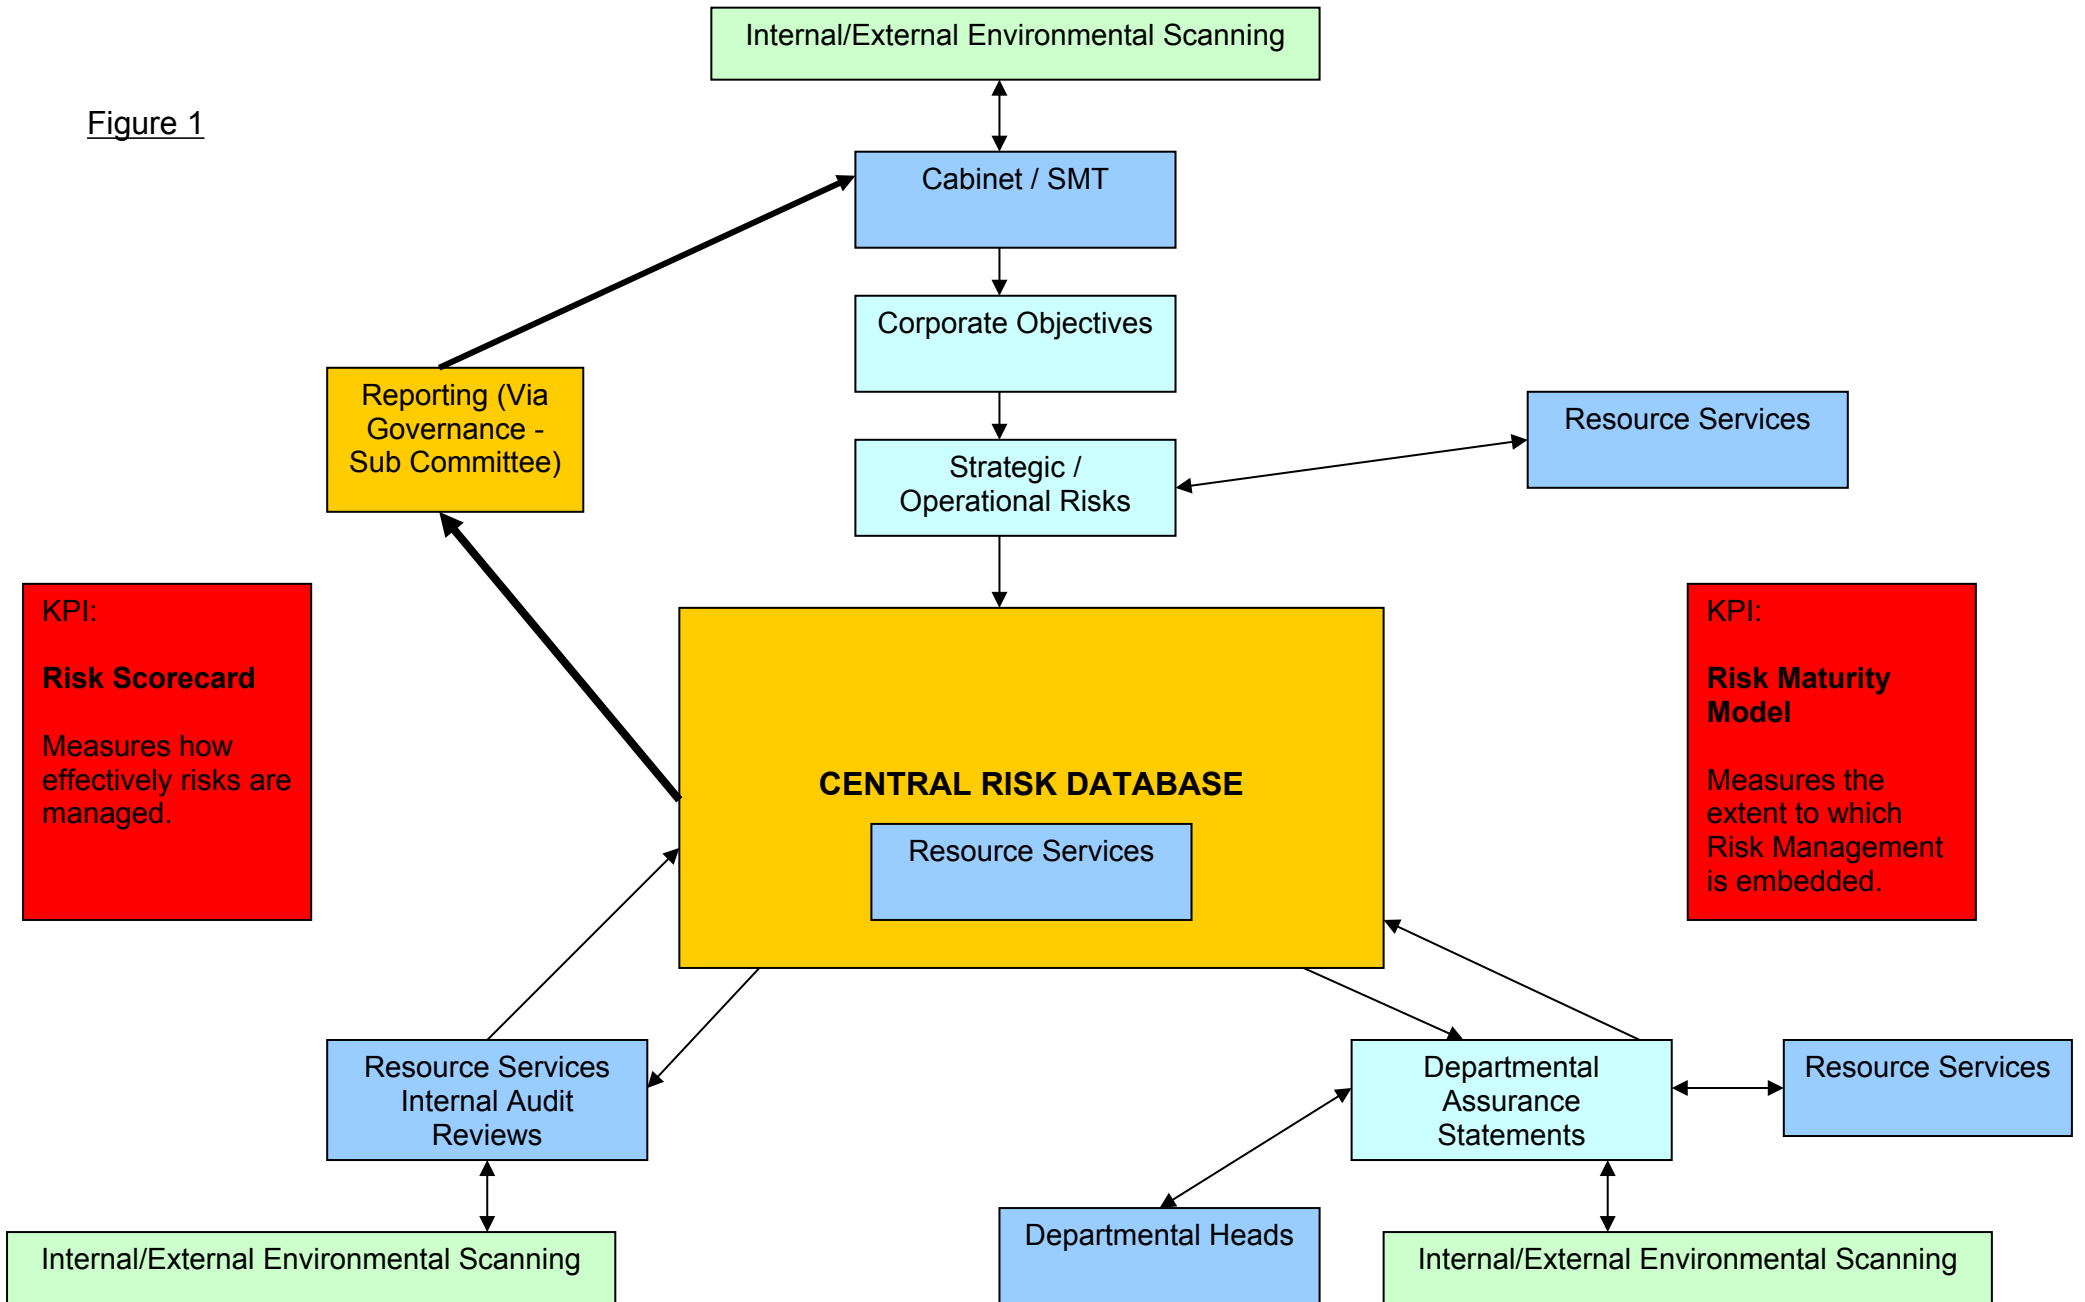 Internal/External Environmental Scanning
Figure 1
Cabinet / SMT
Corporate Objectives
Reporting (Via
Governance -
Sub Committee)
Resource Services
Strategic /
Operational Risks
KPI:
Risk Scorecard
Measures how
effectively risks are
managed.
KPI:
Risk Maturity
Model
Measures the
extent to which
Risk Management
is embedded.
CENTRAL RISK DATABASE
Resource Services
Resource Services
Internal Audit
Reviews
Departmental
Assurance
Statements
Resource Services
Internal/External Environmental Scanning
Departmental Heads
Internal/External Environmental Scanning